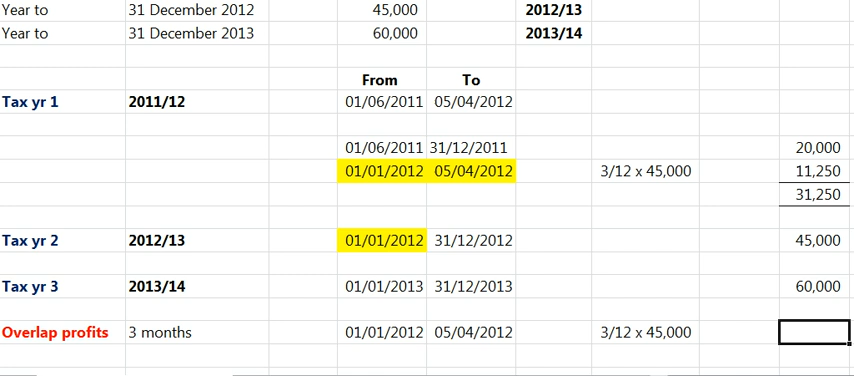 Year to 31 December 2012 45,000 2012/13
Year to 31 December 2013 60,000 2013/14
From To
Tax yr 1 2011/12 01/06/2011 05/04/2012
01/06/2011 31/12/2011 20,000
01/01/2012 05/04/2012 3/12 x 45,000 11,250
31,250
Tax yr 2 2012/13 01/01/2012 31/12/2012 45,000
Tax yr 3 2013/14 01/01/2013 31/12/2013 60,000
Overlap profits 3 months 01/01/2012 05/04/2012 3/12 x 45,000